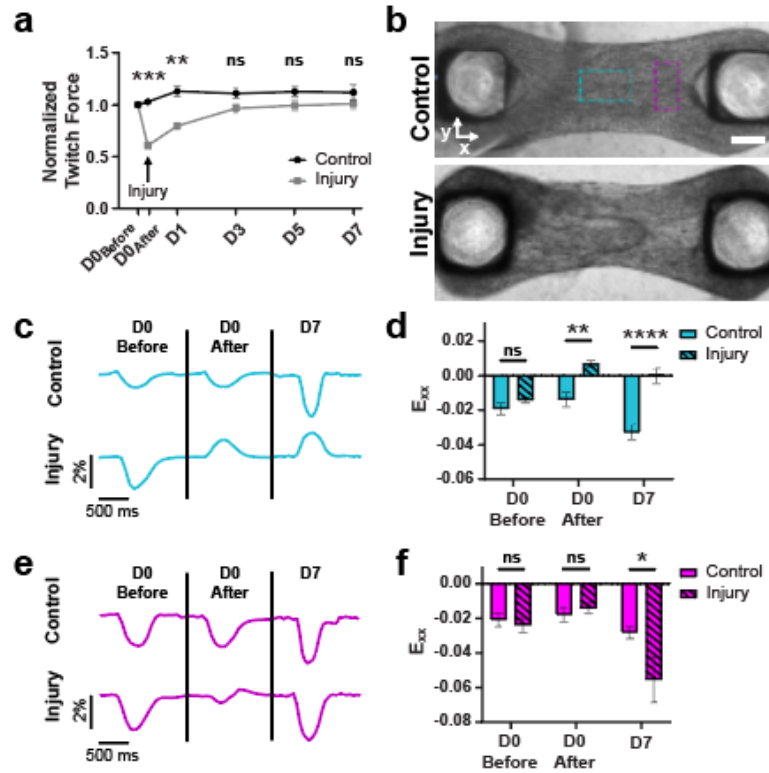 a
Normalized
Twitch Force
1.5
1.0
0.5
0.0
***
**
ns
ns
ns
Injury
Control
Injury
D0Before
D0After
D1
D3
D5
D7
b
Control
y
x
Injury
c
D0
Before
D0
After
D7
Control
Injury
2%
500 ms
d
Exx
0.02
0.00
-0.02
-0.04
-0.06
ns
**
****
Control
Injury
D0
Before
D0
After
D7
e
D0
Before
D0
After
D7
Control
Injury
2%
500 ms
f
Exx
0.00
-0.02
-0.04
-0.06
-0.08
ns
ns
*
Control
Injury
D0
Before
D0
After
D7